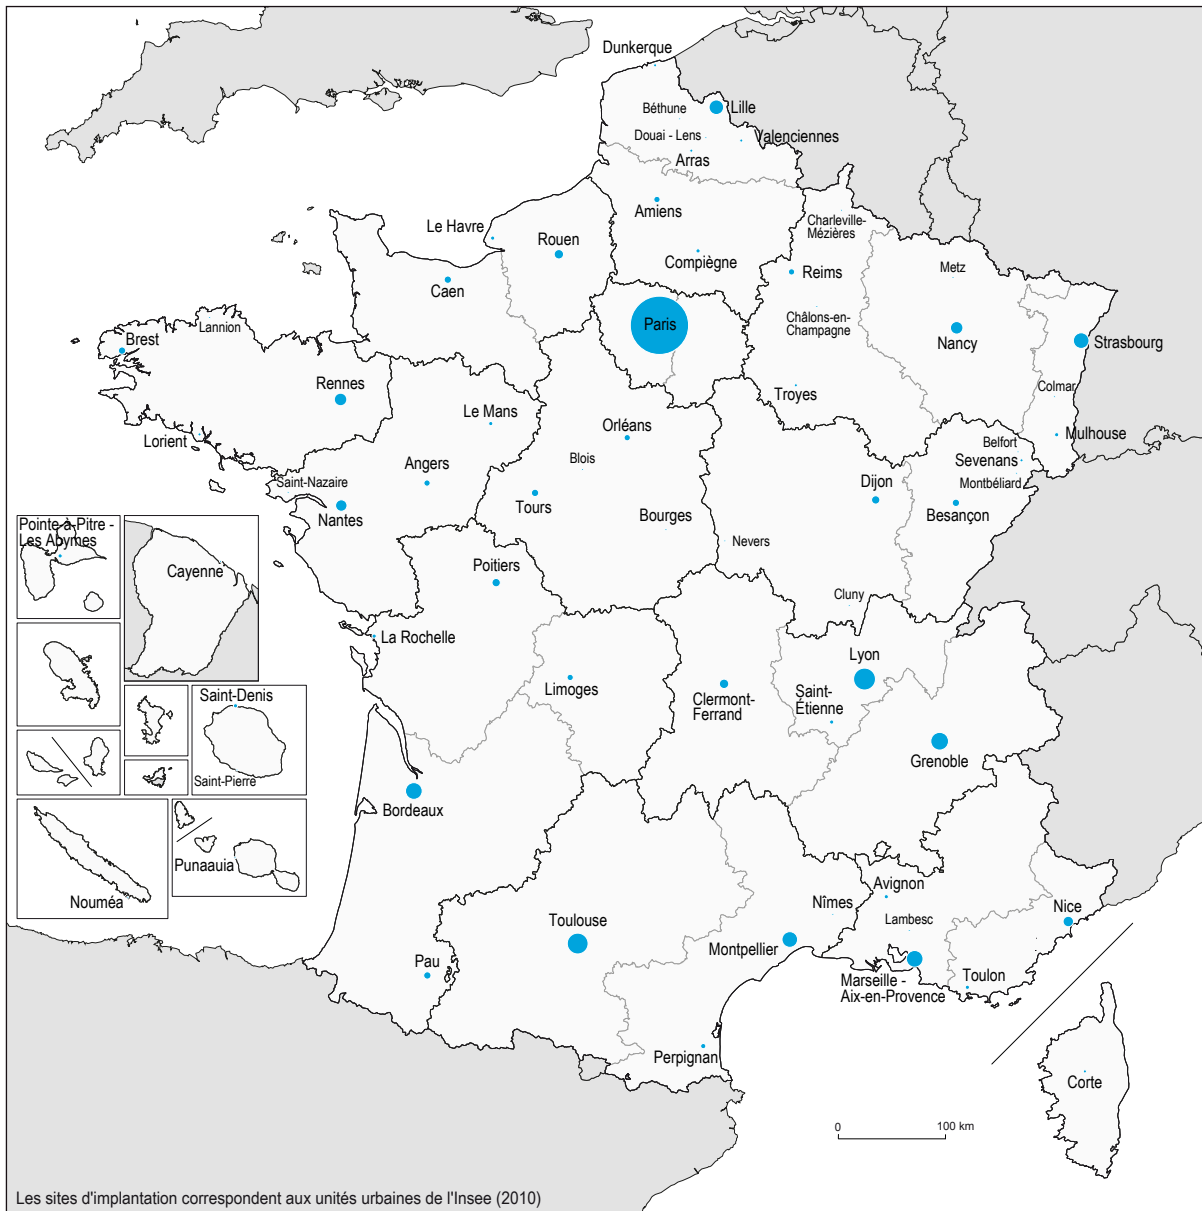 Dunkerque
Béthune
Lille
Douai - Lens
Valenciennes
Arras
Amiens
Charleville-
Mézières
Le Havre
Rouen
Compiègne
Reims
Metz
Caen
Châlons-en-
Champagne
Paris
Nancy
Strasbourg
Lannion
Brest
Rennes
Troyes
Colmar
Le Mans
Orléans
Lorient
Mulhouse
Belfort
Sevenans
Angers
Blois
Saint-Nazaire
Montbéliard
Dijon
Nantes
Tours
Bourges
Besançon
Pointe-à-Pitre -
Les Abymes
Nevers
Cayenne
Poitiers
Cluny
La Rochelle
Lyon
Limoges
Clermont-
Ferrand
Saint-
Étienne
Saint-Denis
Grenoble
Saint-Pierre
Bordeaux
Punaauia
Nouméa
Avignon
Nîmes
Lambesc
Nice
Toulouse
Montpellier
Pau
Marseille -
Aix-en-Provence
Toulon
Perpignan
Corte
0 100 km
Les sites d'implantation correspondent aux unités urbaines de l'Insee (2010)